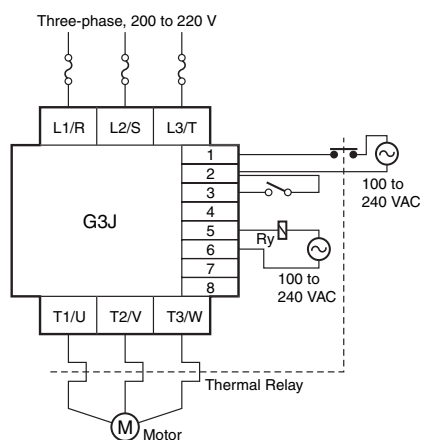 Three-phase, 200 to 220 V
L1/R L2/S L3/T
1
2
3
4
5
6
7
8
G3J
100 to
240 VAC
Ry
100 to
240 VAC
T1/U T2/V T3/W
Thermal Relay
M
Motor